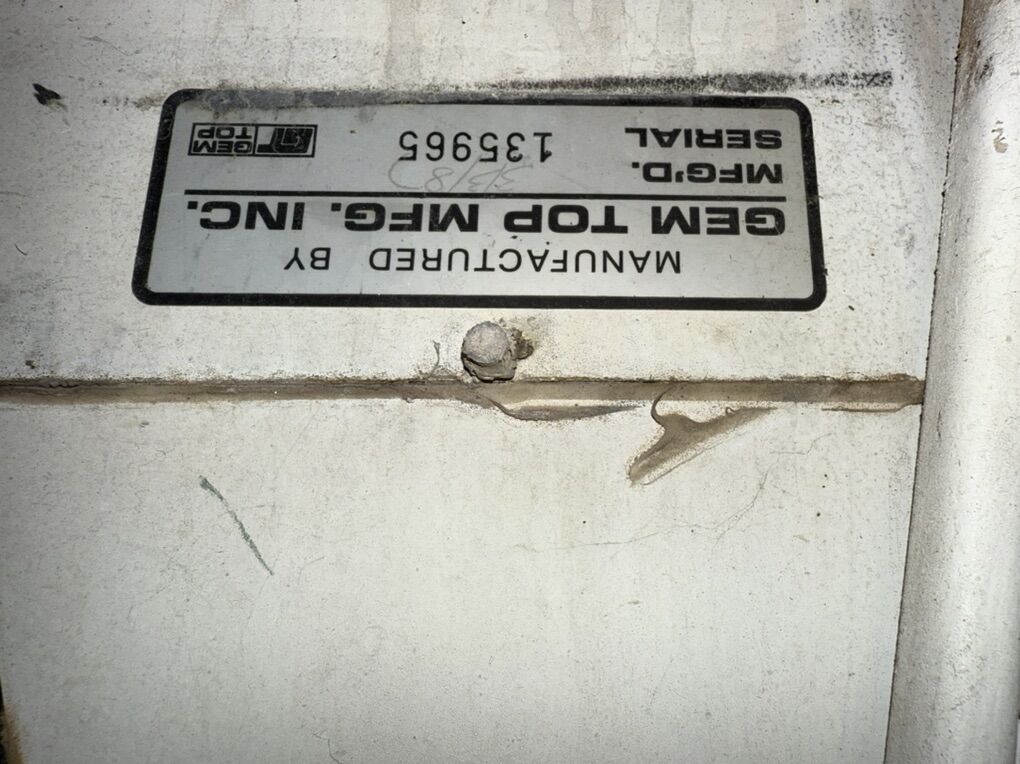 MANUFACTURED BY
GEM TOP MFG. INC.
MFG'D.
SERIAL 135965
GEM
TOP